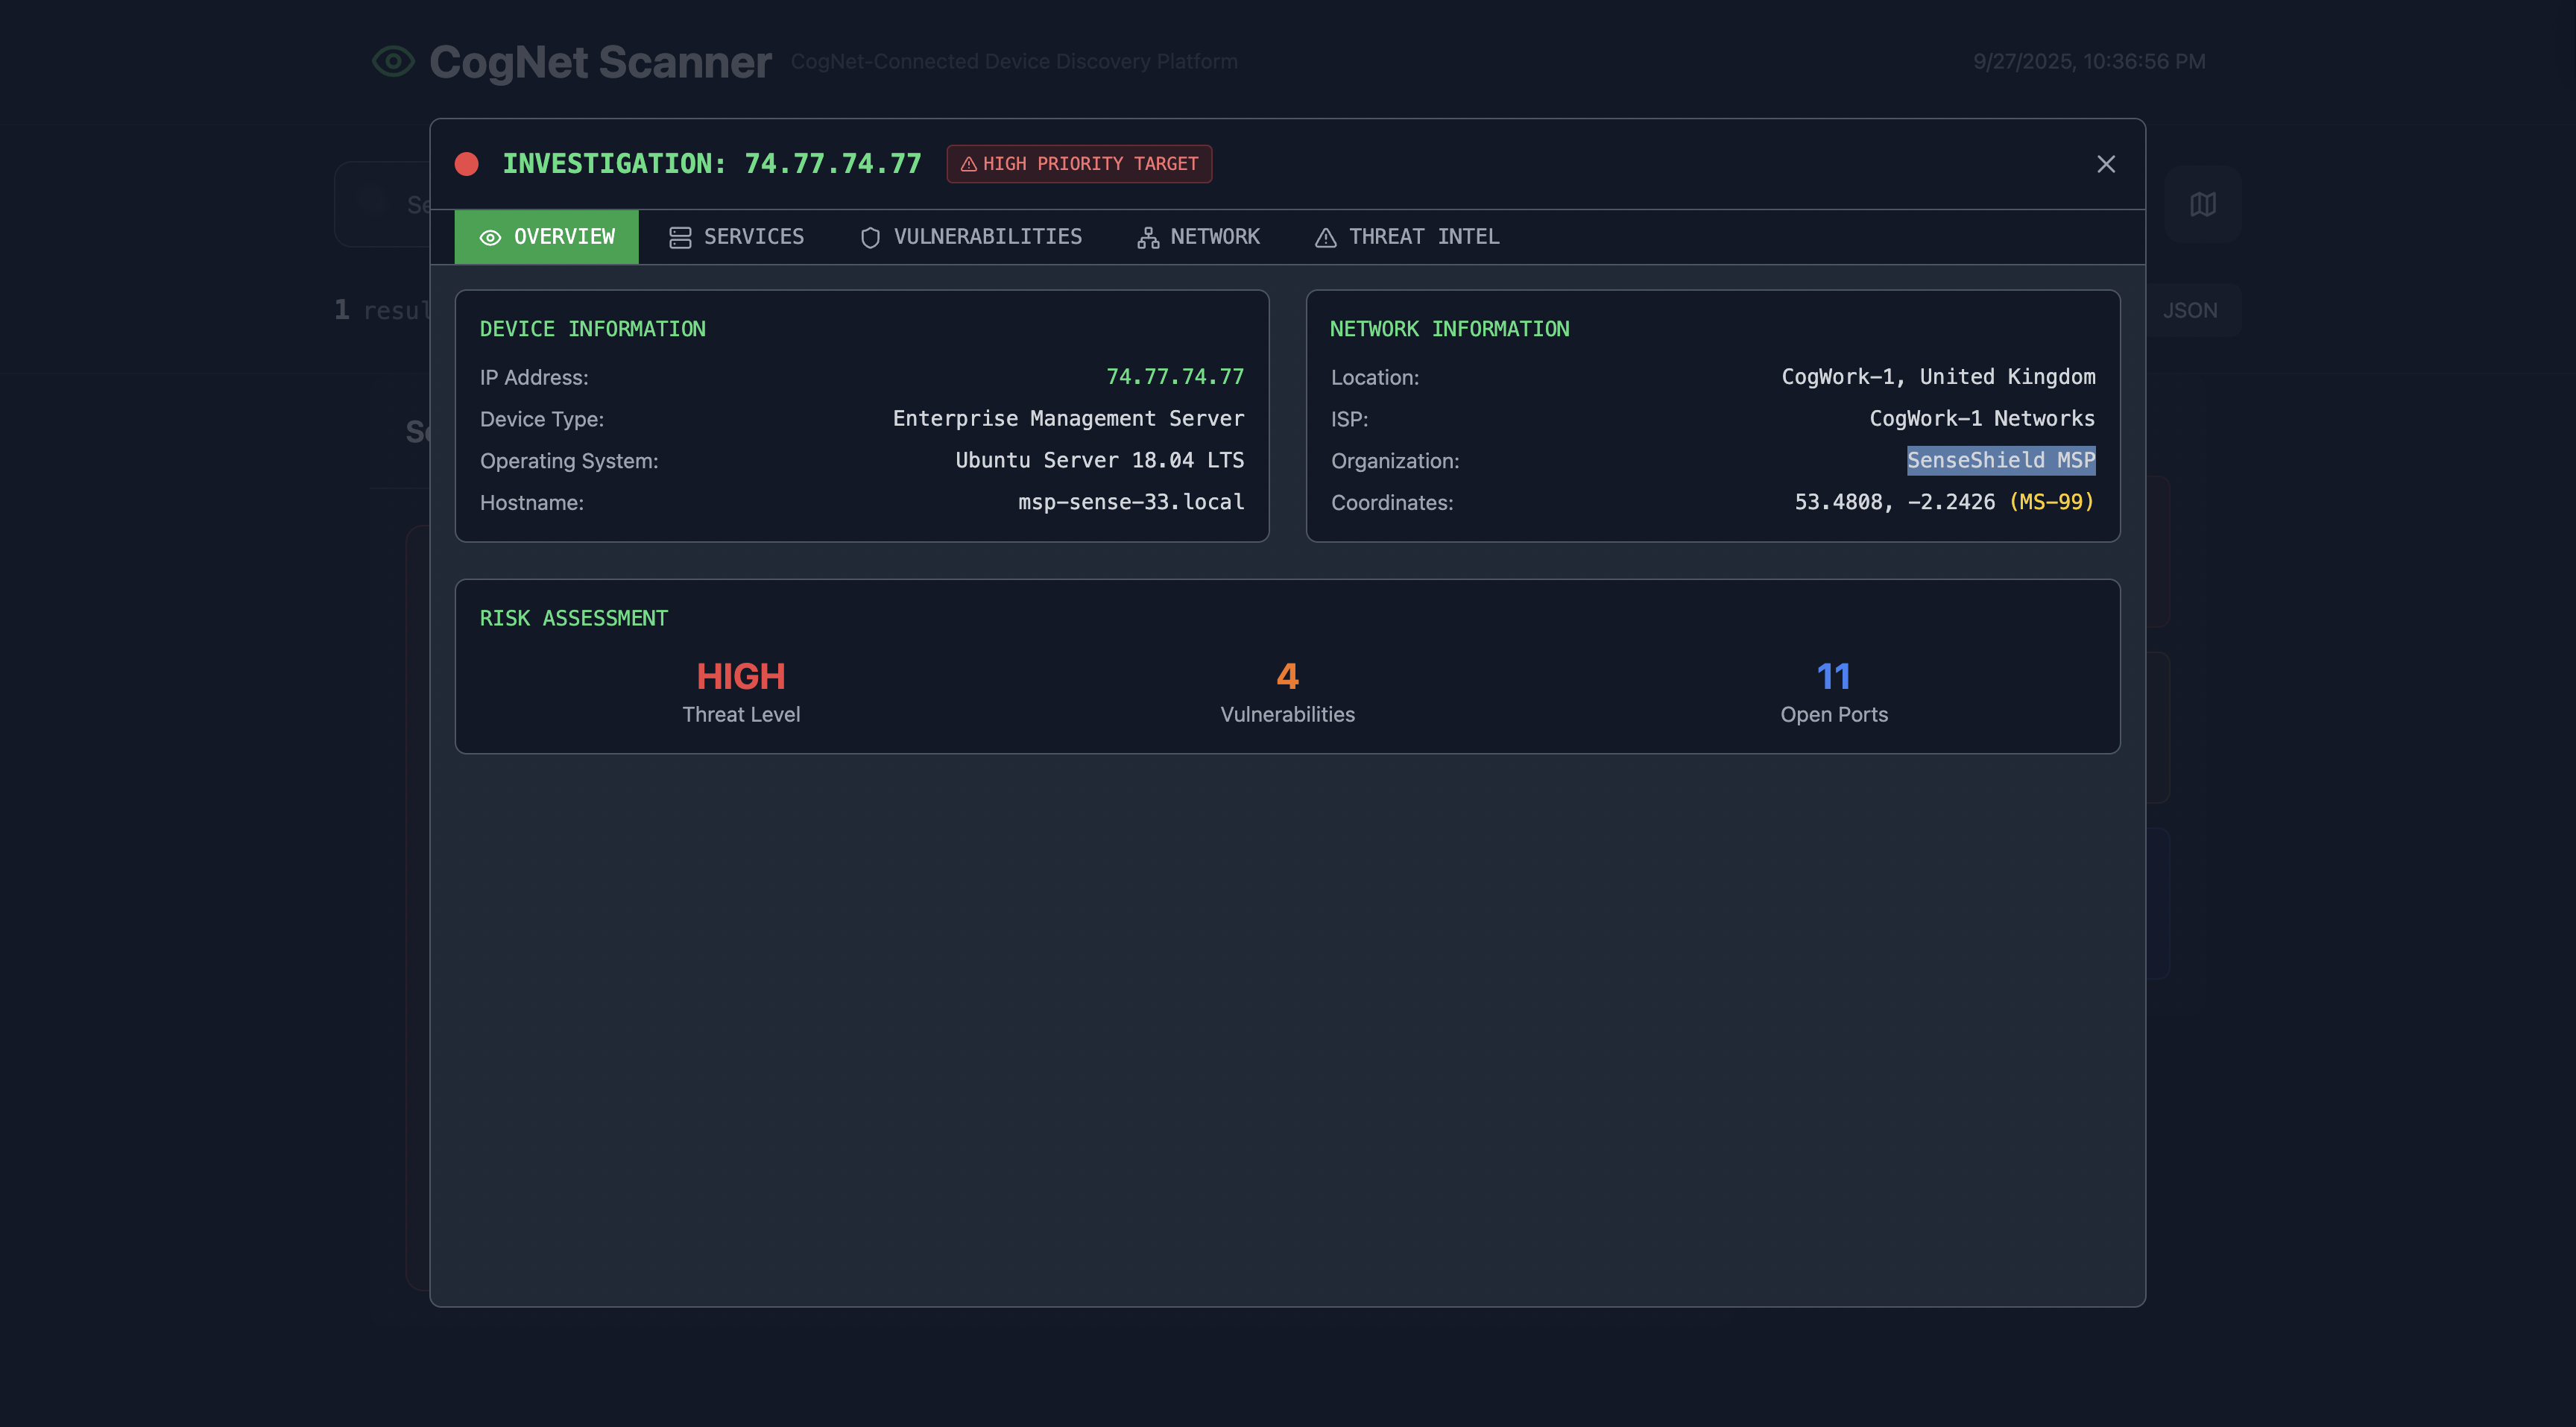 CogNet Scanner CogNet-Connected Device Discovery Platform 9/27/2025, 10:36:56 PM
INVESTIGATION: 74.77.74.77 HIGH PRIORITY TARGET
OVERVIEW SERVICES VULNERABILITIES NETWORK THREAT INTEL
1 JSON
DEVICE INFORMATION
IP Address: 74.77.74.77
Device Type: Enterprise Management Server
Operating System: Ubuntu Server 18.04 LTS
Hostname: msp-sense-33.local
NETWORK INFORMATION
Location: CogWork-1, United Kingdom
ISP: CogWork-1 Networks
Organization: SenseShield MSP
Coordinates: 53.4808, -2.2426 (MS-99)
RISK ASSESSMENT
HIGH 4 11
Threat Level Vulnerabilities Open Ports